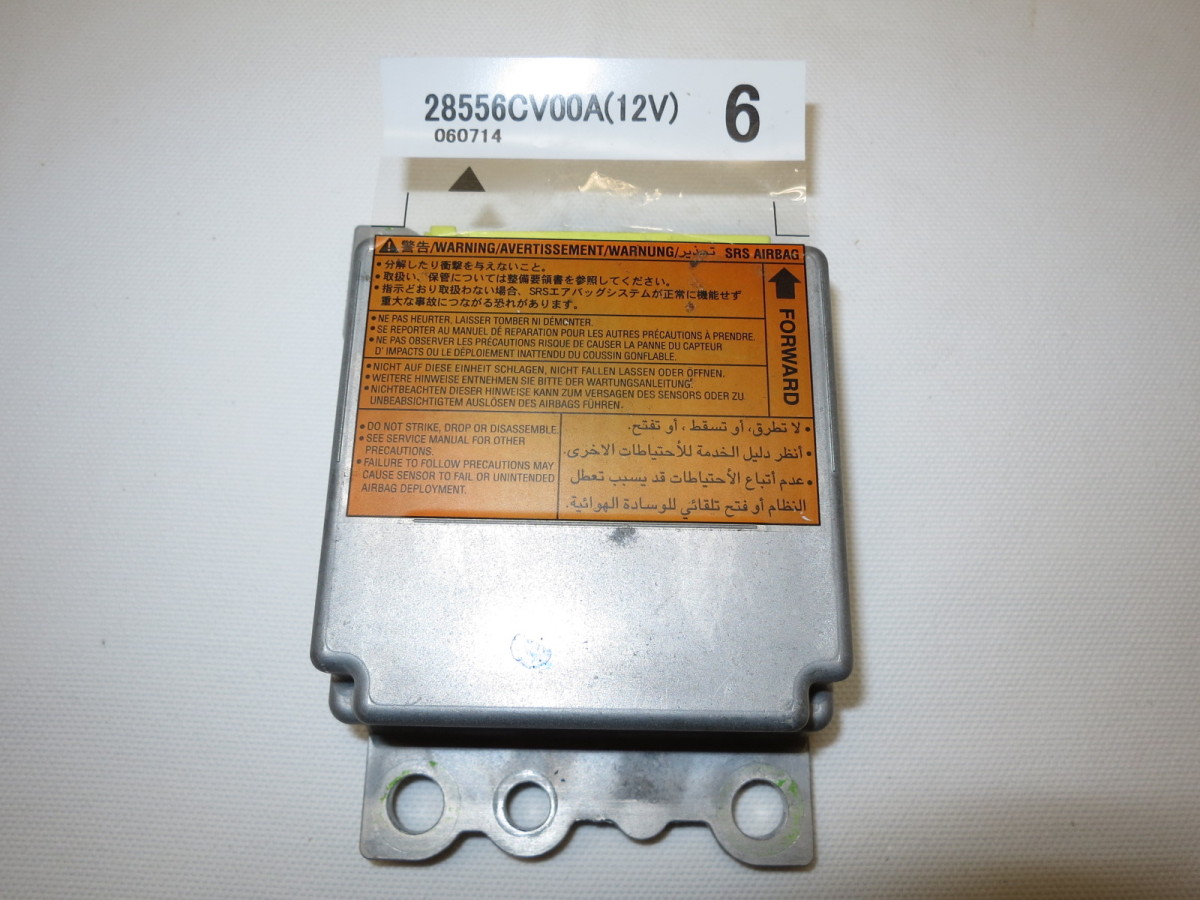 28556CV00A(12V) 6
060714
警告/WARNING/AVERTISSEMENT/WARNUNG/تحذير SRS AIRBAG
• 分解したり衝撃を与えないこと。
• 取扱い、保管については整備要領書を参照してください。
• 指示どおり取扱わない場合、SRSエアバッグシステムが正常に機能せず
重大な事故につながる恐れがあります。
• NE PAS HEURTER, LAISSER TOMBER NI DÉMONTER.
• SE REPORTER AU MANUEL DE REPARATION POUR LES AUTRES PRÉCAUTIONS À PRENDRE.
• NE PAS OBSERVER LES PRÉCAUTIONS RISQUE DE CAUSER LA PANNE DU CAPTEUR
D' IMPACTS OU LE DÉPLOIEMENT INATTENDU DU COUSSIN GONFLABLE.
• NICHT AUF DIESE EINHEIT SCHLAGEN, NICHT FALLEN LASSEN ODER ÖFFNEN.
• WEITERE HINWEISE ENTNEHMEN SIE BITTE DER WARTUNGSANLEITUNG.
• NICHTBEACHTEN DIESER HINWEISE KANN ZUM VERSAGEN DES SENSORS ODER ZU
UNBEABSICHTIGTEM AUSLÖSEN DES AIRBAGS FÜHREN.
FORWARD
• DO NOT STRIKE, DROP OR DISASSEMBLE.
• SEE SERVICE MANUAL FOR OTHER
PRECAUTIONS.
• FAILURE TO FOLLOW PRECAUTIONS MAY
CAUSE SENSOR TO FAIL OR UNINTENDED
AIRBAG DEPLOYMENT.
• لا تطرق، أو تسقط ، أو تفتح.
• أنظر دليل الخدمة للأحتياطات الاخرى.
• عدم أتباع الأحتياطات قد يسبب تعطل
النظام أو فتح تلقائي للوسادة الهوائية.